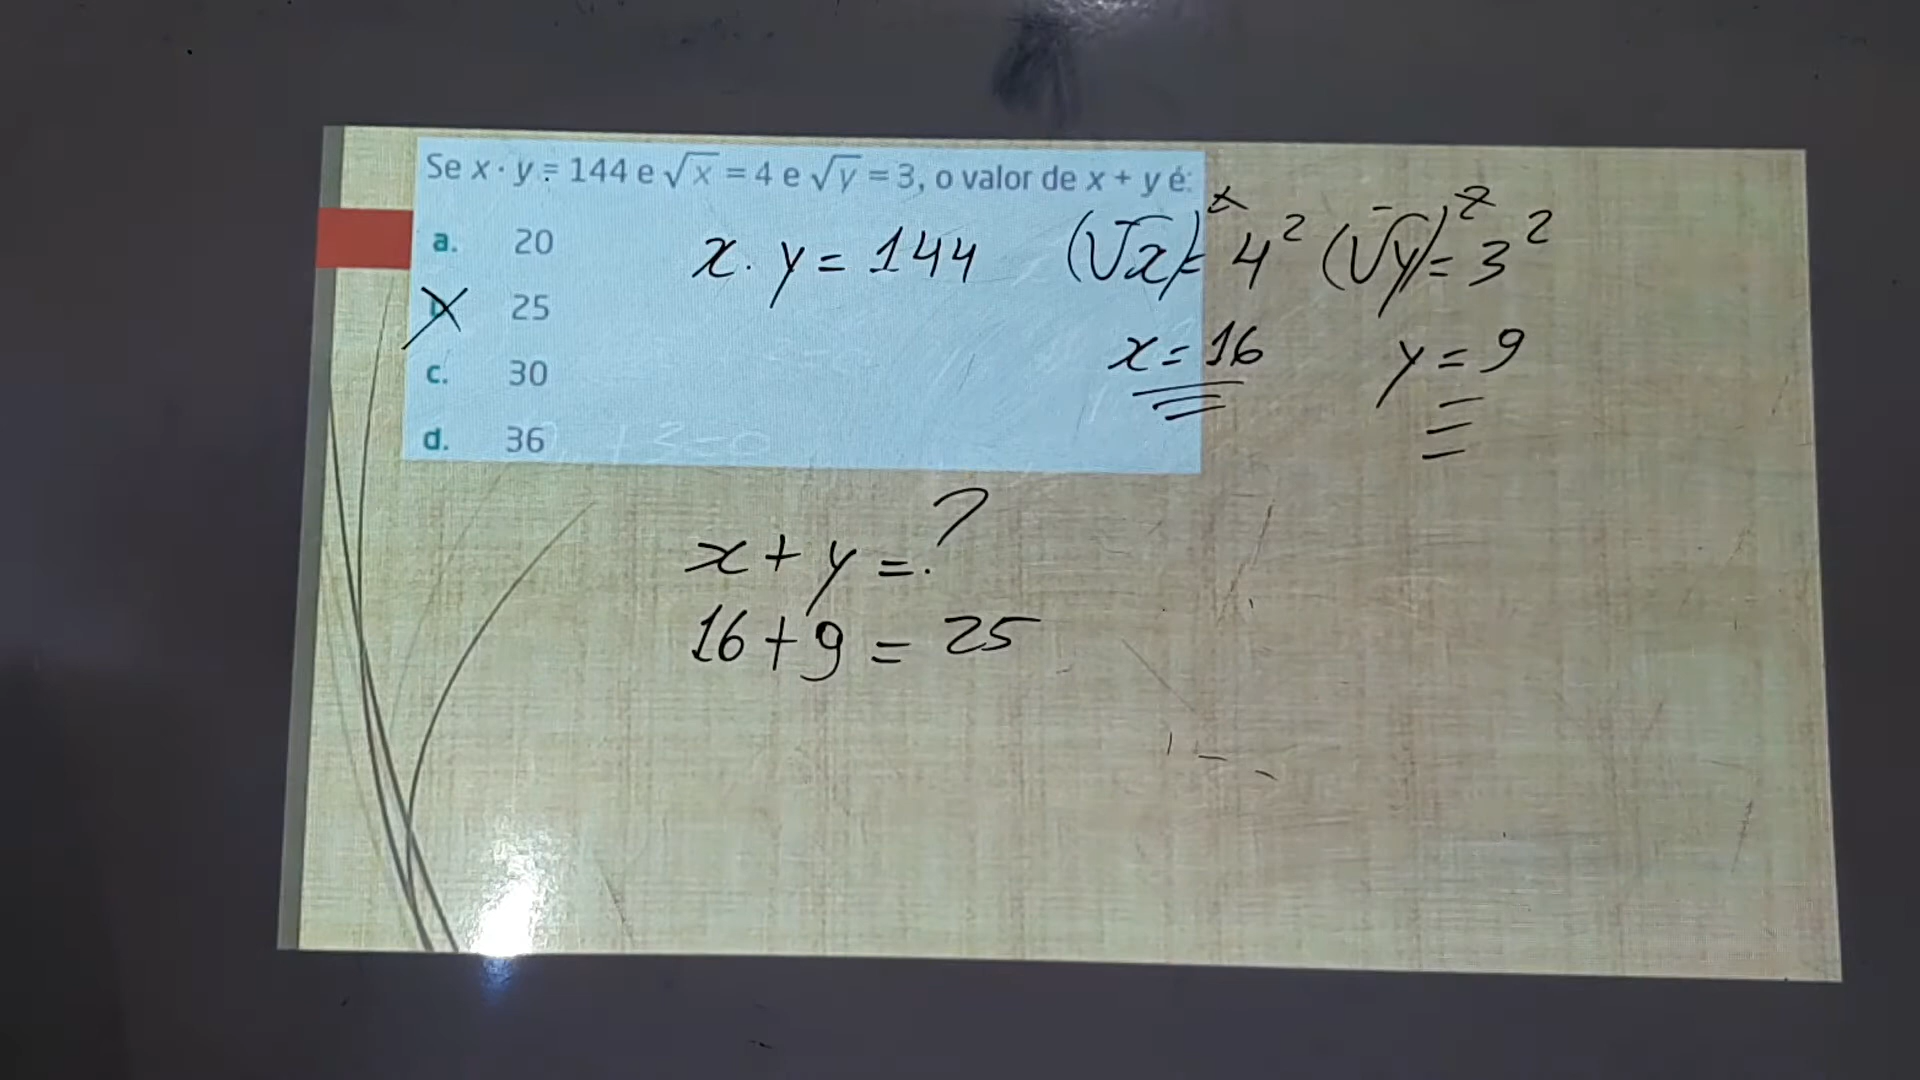 Se x · y = 144 e √x = 4 e √y = 3, o valor de x + y é:
a. 20
b. 25
c. 30
d. 36
x . y = 144
(√x)² = 4²
(√y)² = 3²
x = 16
y = 9
x + y = ?
16 + 9 = 25